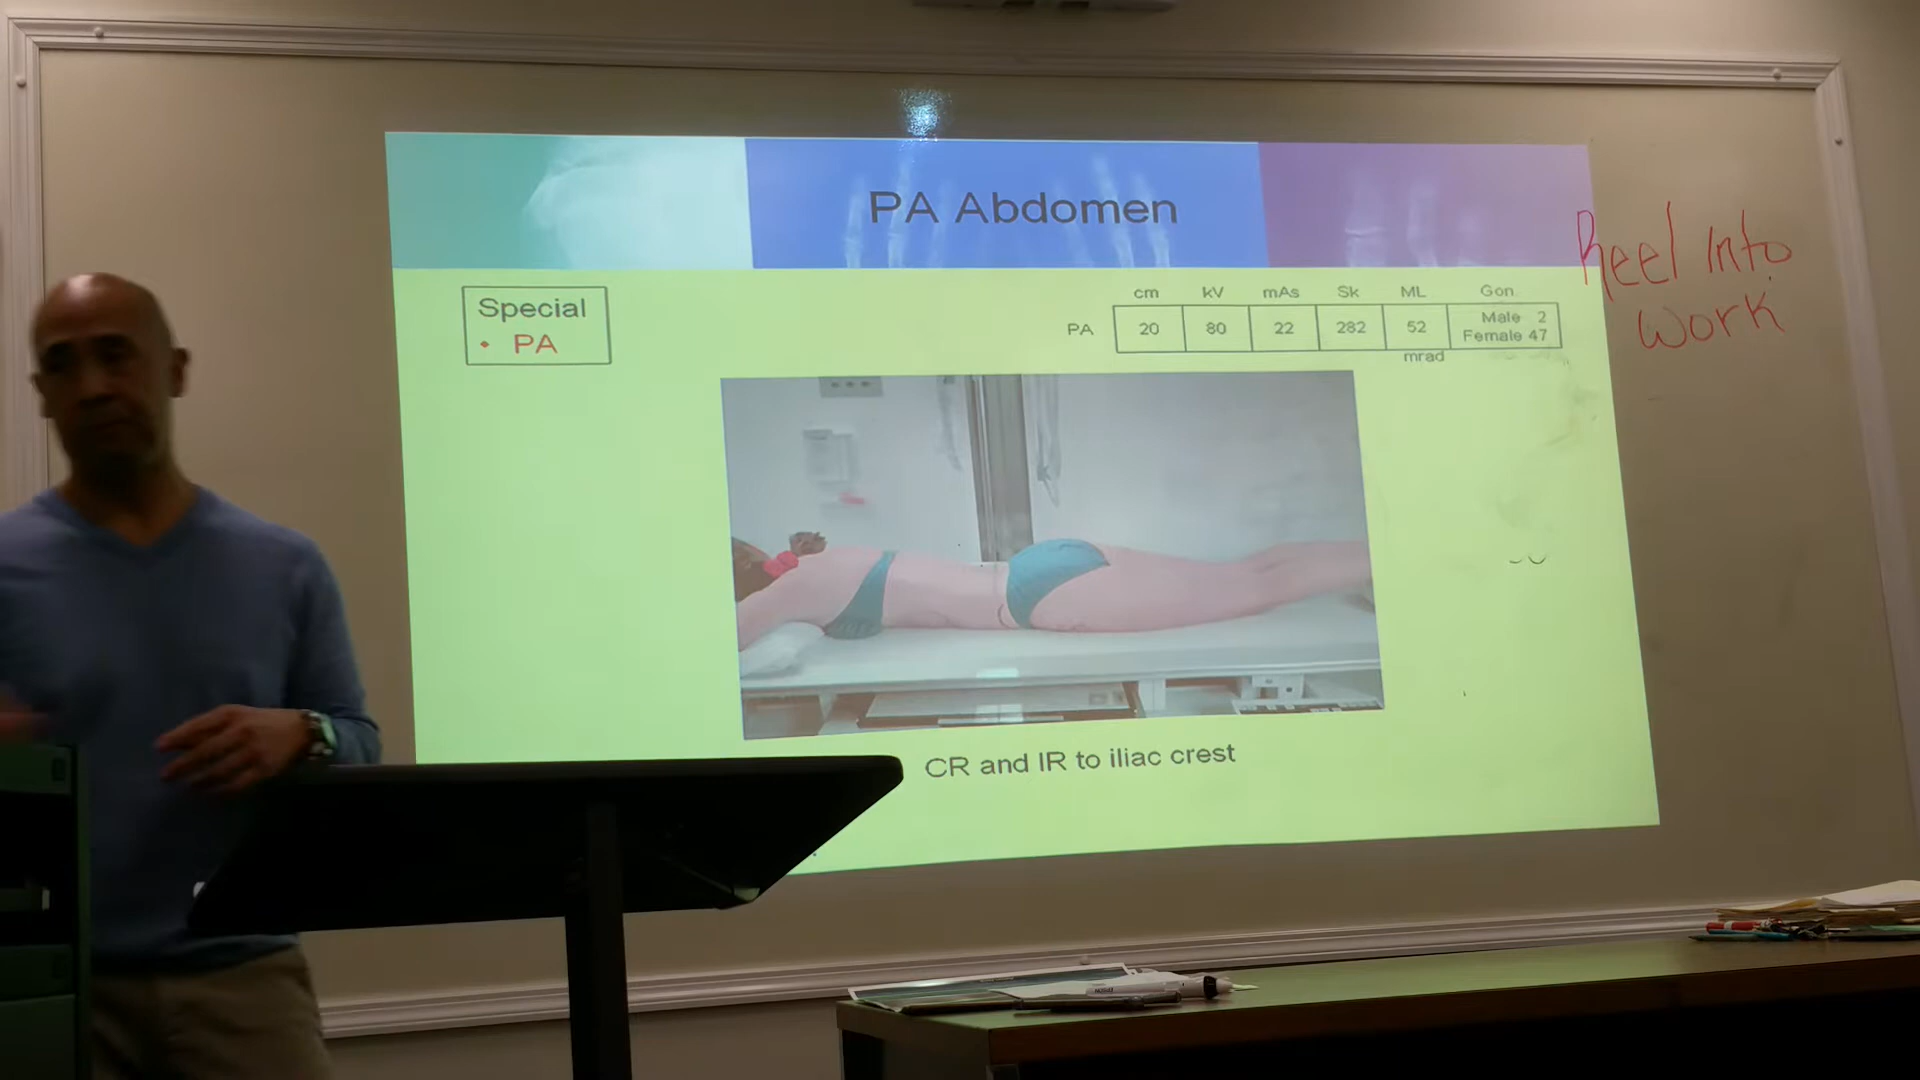 PA Abdomen
Special
• PA
cm kV mAs Sk ML Gon.
PA 20 80 22 282 52 Male 2
Female 47
mrad
Reel into
work
CR and IR to iliac crest
EPSON